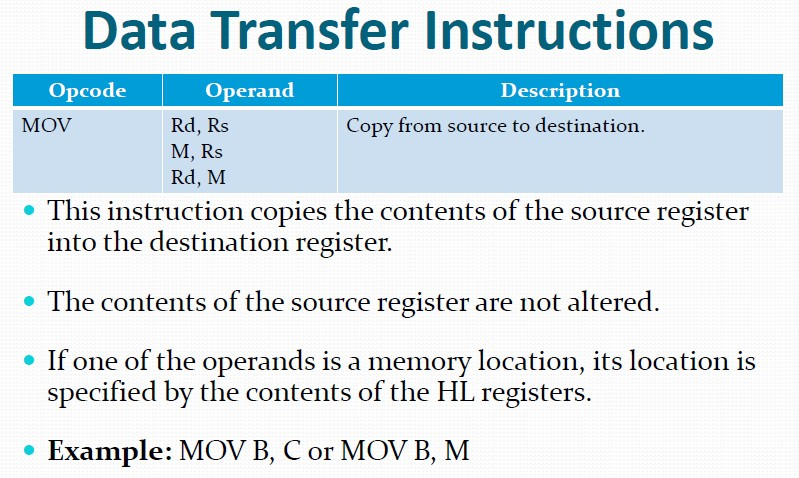 Data Transfer Instructions
Opcode Operand Description
MOV Rd, Rs Copy from source to destination.
M, Rs
Rd, M
This instruction copies the contents of the source register
into the destination register.
The contents of the source register are not altered.
If one of the operands is a memory location, its location is
specified by the contents of the HL registers.
Example: MOV B, C or MOV B, M